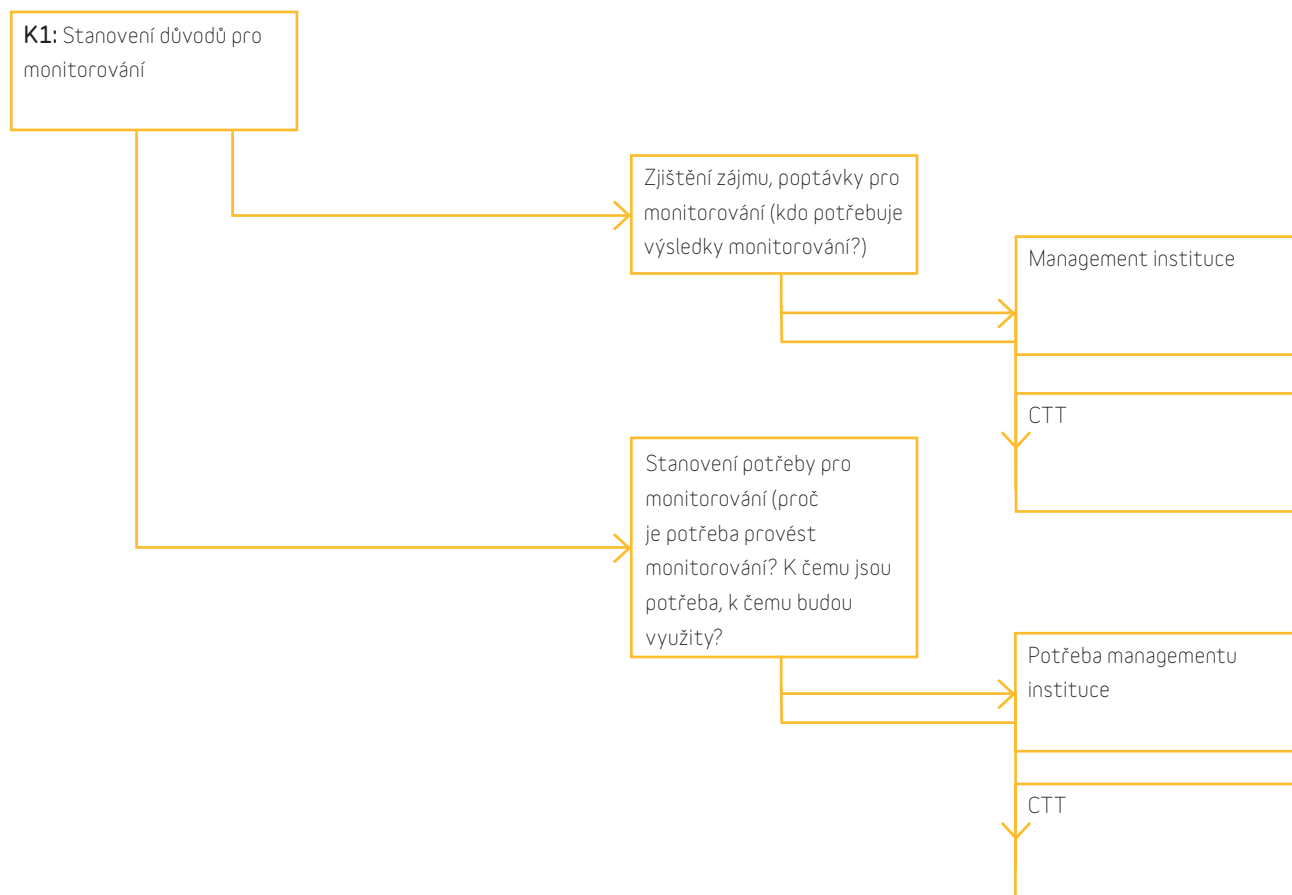 K1: Stanovení důvodů pro
monitorování
Zjištění zájmu, poptávky pro
monitorování (kdo potřebuje
výsledky monitorování?)
Management instituce
CTT
Stanovení potřeby pro
monitorování (proč
je potřeba provést
monitorování? K čemu jsou
potřeba, k čemu budou
využity?
Potřeba managementu
instituce
CTT